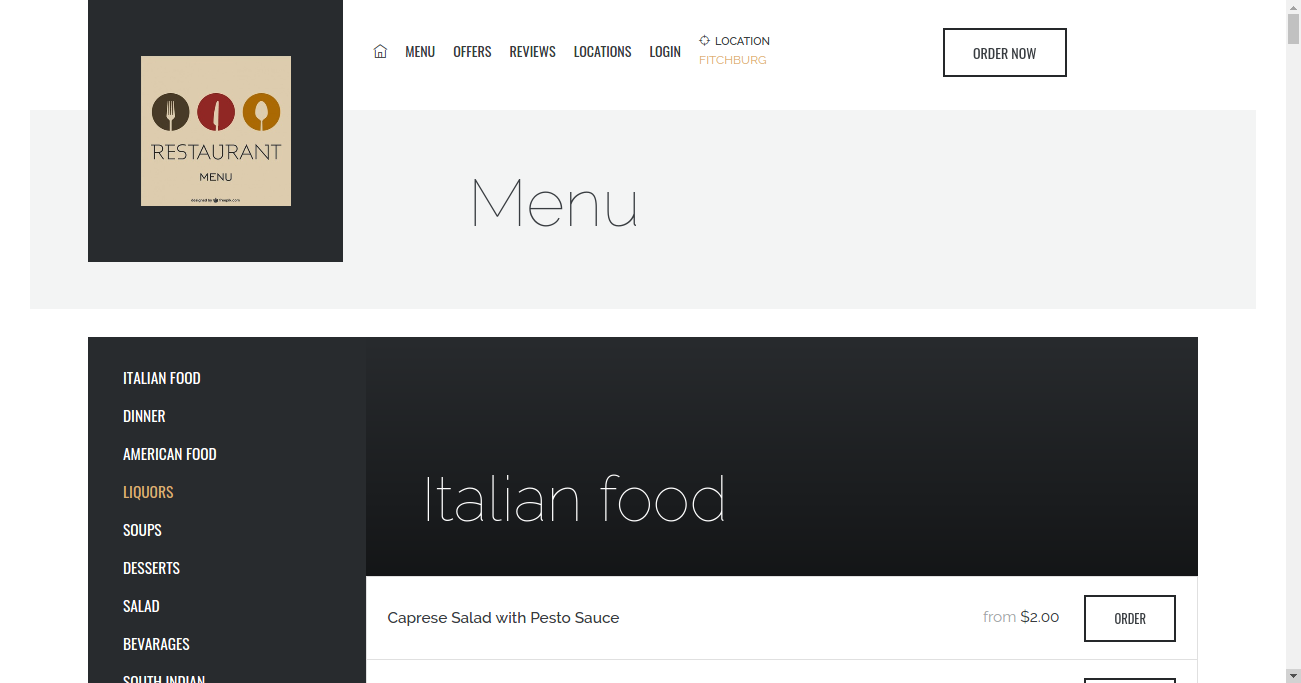 RESTAURANT
MENU
designed by freepik.com
MENU OFFERS REVIEWS LOCATIONS LOGIN
LOCATION
FITCHBURG
ORDER NOW
Menu
ITALIAN FOOD
DINNER
AMERICAN FOOD
LIQUORS
SOUPS
DESSERTS
SALAD
BEVARAGES
SOUTH INDIAN
Italian food
Caprese Salad with Pesto Sauce from $2.00 ORDER